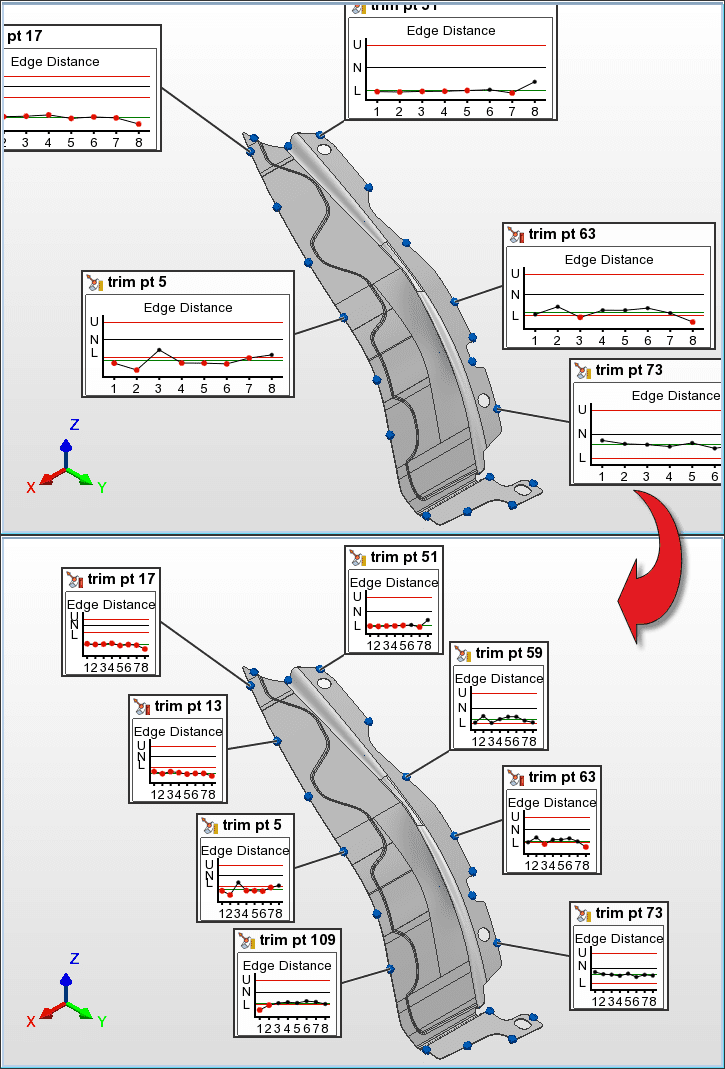 trim pt 51
Edge Distance
U
N
L
1 2 3 4 5 6 7 8
pt 17
Edge Distance
2 3 4 5 6 7 8
trim pt 63
Edge Distance
U
N
L
1 2 3 4 5 6 7 8
trim pt 5
Edge Distance
U
N
L
1 2 3 4 5 6 7 8
trim pt 73
Edge Distance
U
N
L
1 2 3 4 5 6
Z
X
Y
trim pt 51
Edge Distance
U
N
L
12345678
trim pt 17
Edge Distance
U
N
L
12345678
trim pt 59
Edge Distance
U
N
L
12345678
trim pt 13
Edge Distance
U
N
L
12345678
trim pt 63
Edge Distance
U
N
L
12345678
trim pt 5
Edge Distance
U
N
L
12345678
trim pt 73
Edge Distance
U
N
L
12345678
trim pt 109
Edge Distance
U
N
L
12345678
Z
X
Y